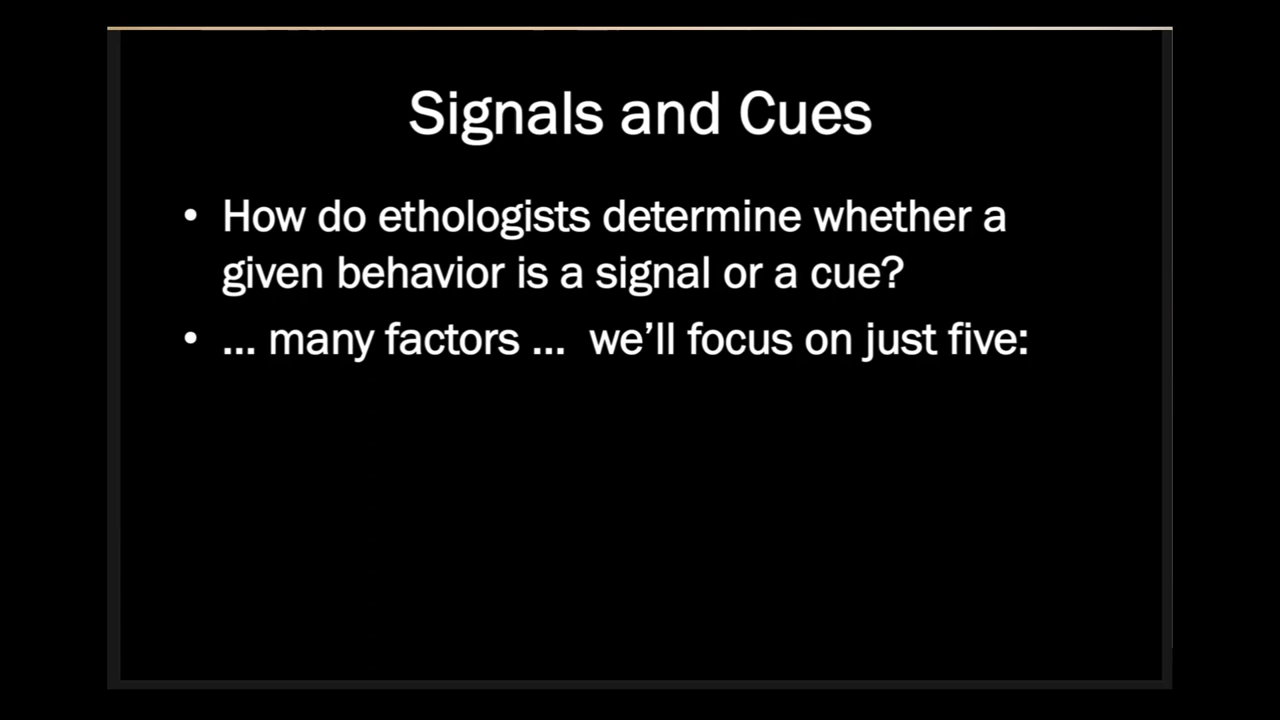 Signals and Cues
• How do ethologists determine whether a
given behavior is a signal or a cue?
• ... many factors ...  we’ll focus on just five: